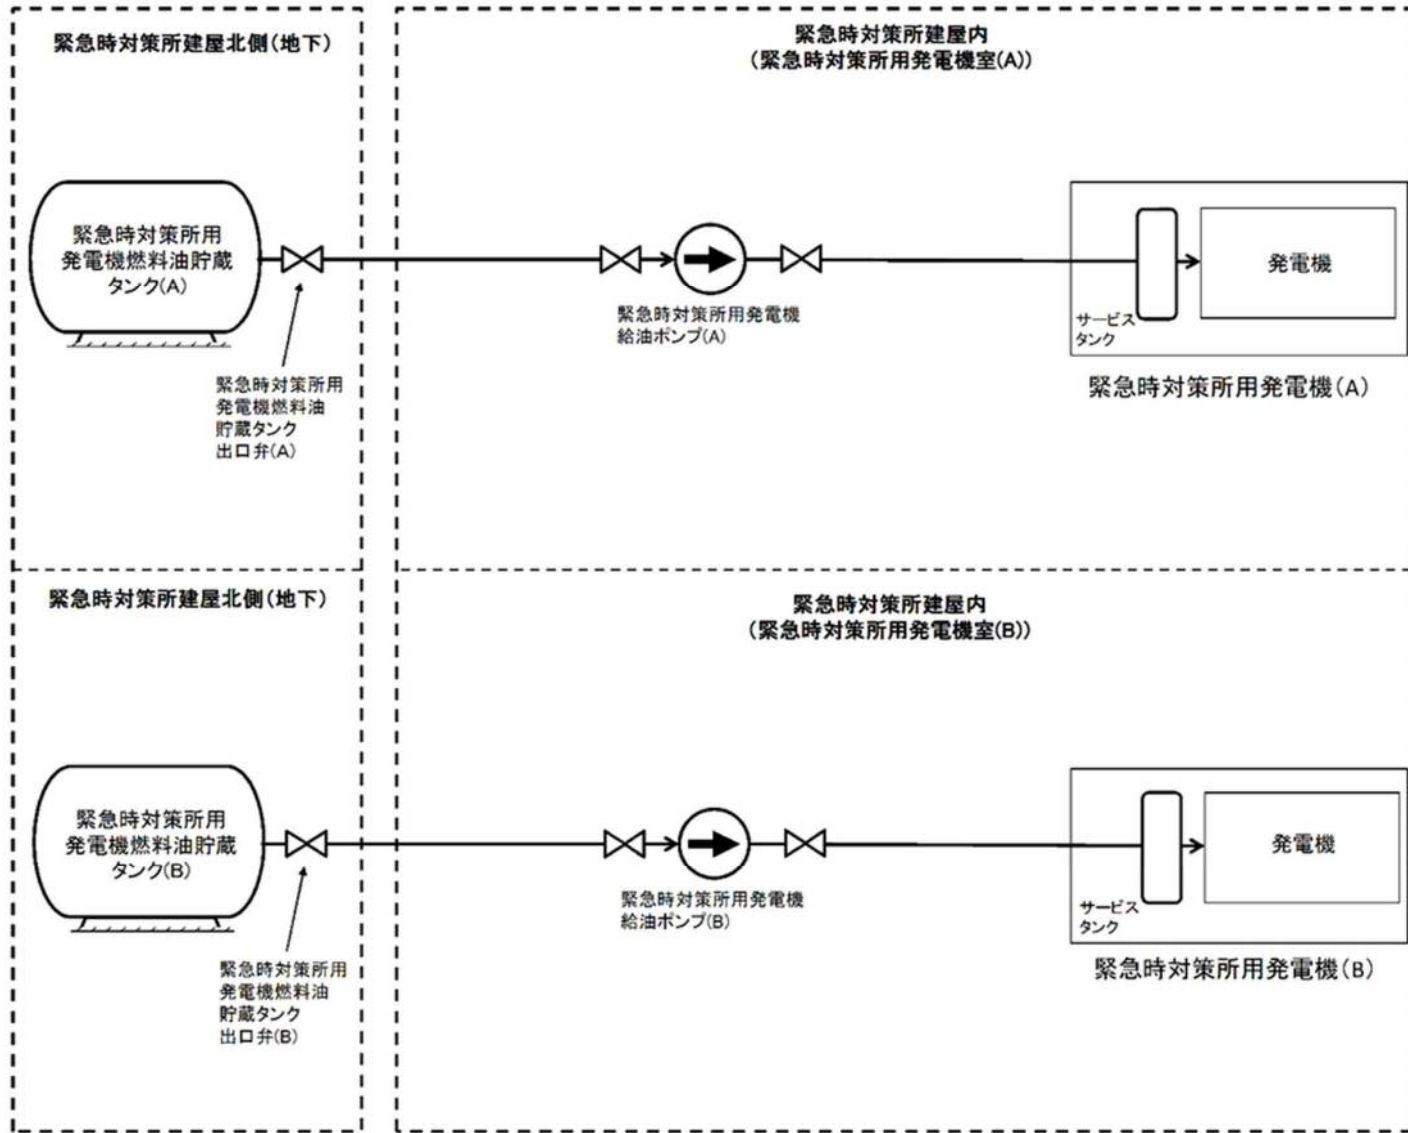 緊急時対策所建屋北側(地下)
緊急時対策所建屋内
(緊急時対策所用発電機室(A))
緊急時対策所用
発電機燃料油貯蔵
タンク(A)
緊急時対策所用
発電機燃料油
貯蔵タンク
出口弁(A)
緊急時対策所用発電機
給油ポンプ(A)
サービス
タンク
発電機
緊急時対策所用発電機(A)
緊急時対策所建屋北側(地下)
緊急時対策所建屋内
(緊急時対策所用発電機室(B))
緊急時対策所用
発電機燃料油貯蔵
タンク(B)
緊急時対策所用
発電機燃料油
貯蔵タンク
出口弁(B)
緊急時対策所用発電機
給油ポンプ(B)
サービス
タンク
発電機
緊急時対策所用発電機(B)